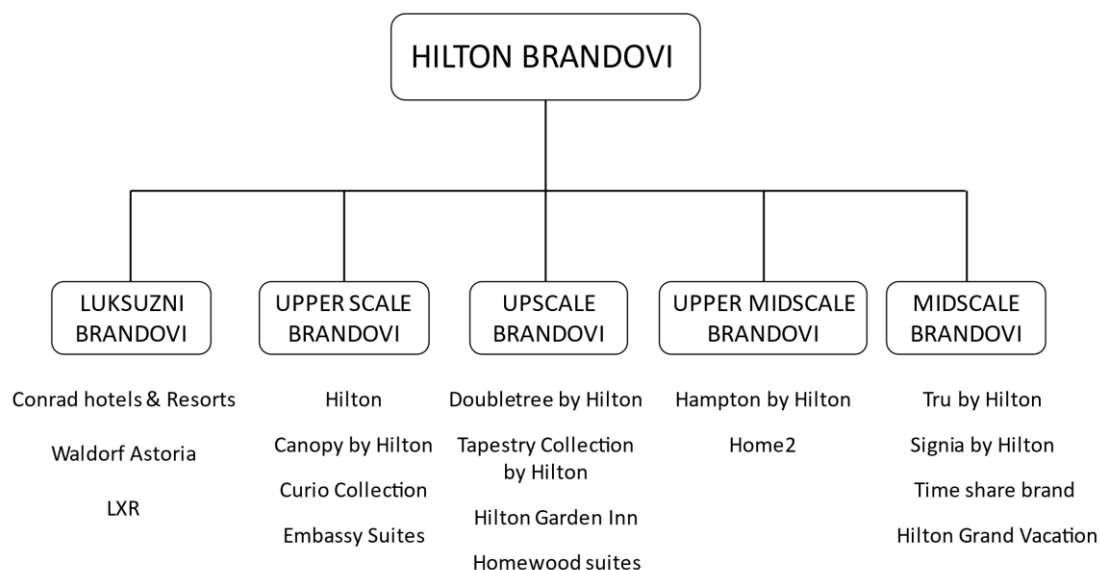 HILTON BRANDOVI
LUKSUZNI
BRANDOVI
Conrad hotels & Resorts
Waldorf Astoria
LXR
UPPER SCALE
BRANDOVI
Hilton
Canopy by Hilton
Curio Collection
Embassy Suites
UPSCALE
BRANDOVI
Doubletree by Hilton
Tapestry Collection
by Hilton
Hilton Garden Inn
Homewood suites
UPPER MIDSCALE
BRANDOVI
Hampton by Hilton
Home2
MIDSCALE
BRANDOVI
Tru by Hilton
Signia by Hilton
Time share brand
Hilton Grand Vacation